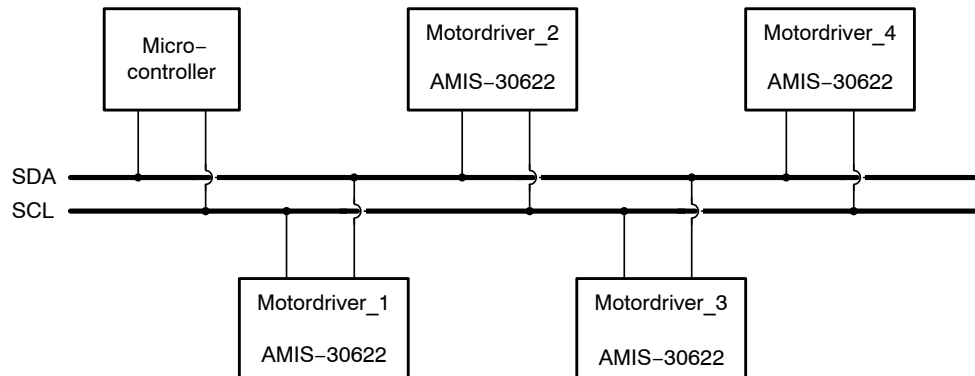 Micro−
controller
Motordriver_2
AMIS−30622
Motordriver_4
AMIS−30622
SDA
SCL
Motordriver_1
AMIS−30622
Motordriver_3
AMIS−30622